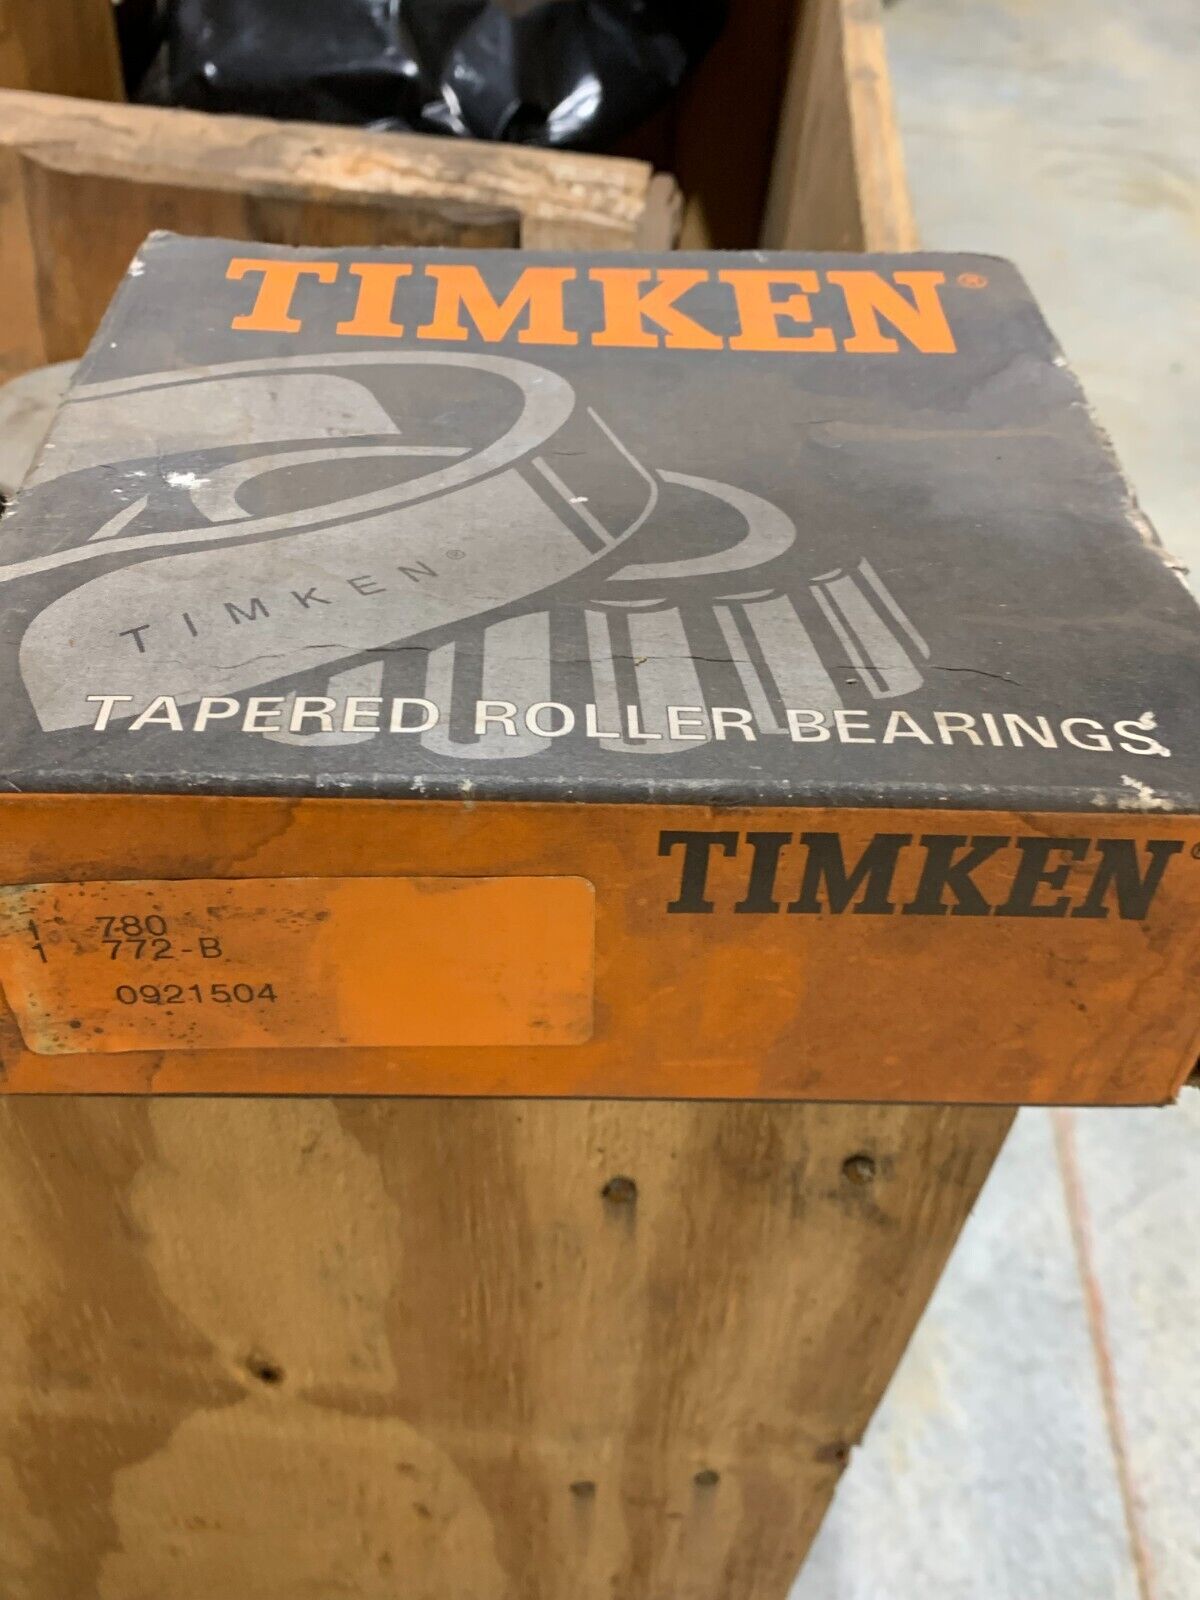 TIMKEN®
TIMKEN®
TAPERED ROLLER BEARINGS
TIMKEN®
1 780
1 772-B
0921504